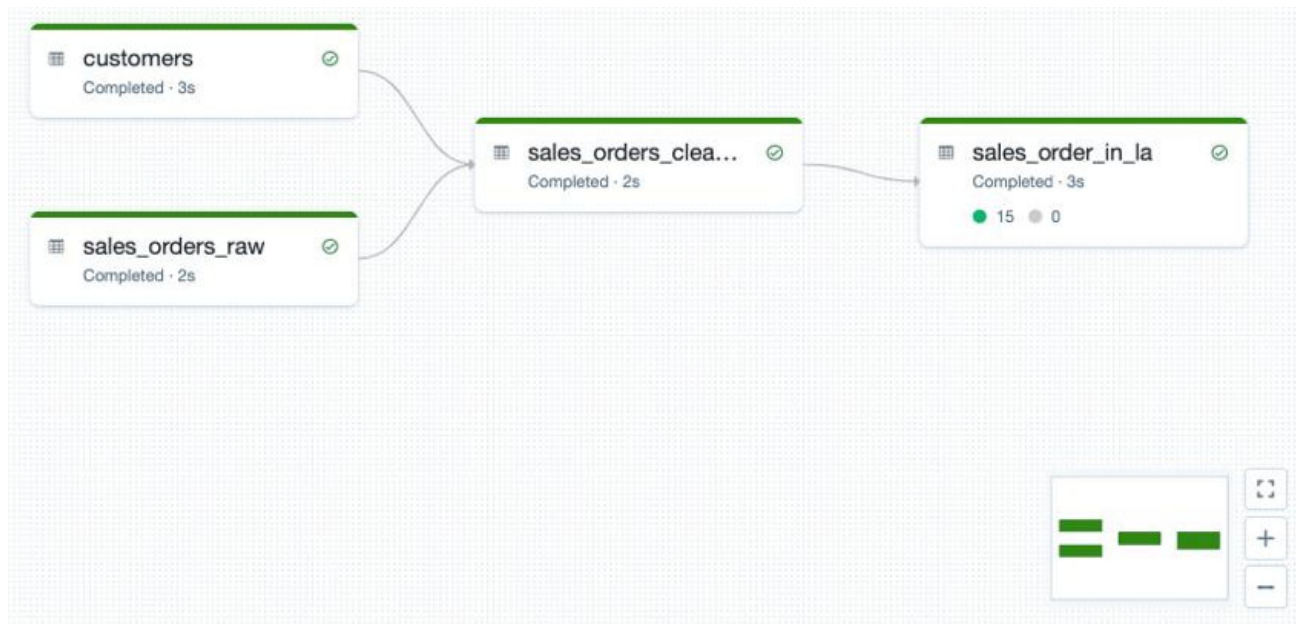 customers
Completed · 3s
sales_orders_raw
Completed · 2s
sales_orders_clea...
Completed · 2s
sales_order_in_la
Completed · 3s
15 0